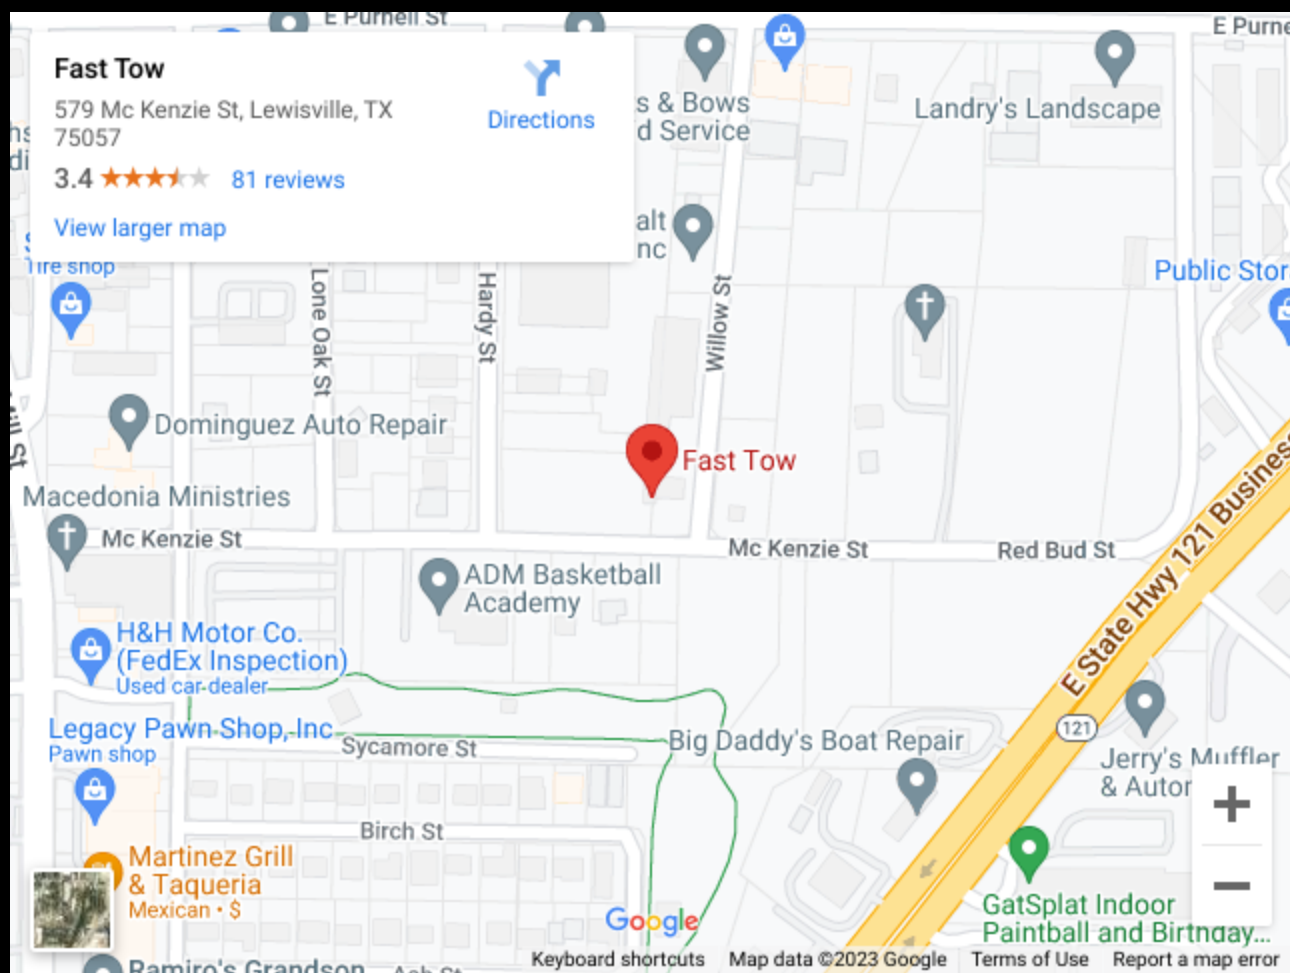 E Purnell St
E Purne
Fast Tow
579 Mc Kenzie St, Lewisville, TX
75057
3.4
81 reviews
Directions
View larger map
s & Bows
d Service
Landry's Landscape
alt
nc
Tire shop
Public Stor
Lone Oak St
Hardy St
Willow St
Dominguez Auto Repair
Fast Tow
Mill St
Macedonia Ministries
Mc Kenzie St
Mc Kenzie St
Red Bud St
E State Hwy 121 Business
ADM Basketball
Academy
H&H Motor Co.
(FedEx Inspection)
Used car dealer
121
Legacy Pawn Shop, Inc
Pawn shop
Sycamore St
Big Daddy's Boat Repair
Jerry's Muffler
& Autor
Birch St
Martinez Grill
& Taqueria
Mexican • $
GatSplat Indoor
Paintball and Birthday...
Google
Ramiro's Grandson
Ash St
Keyboard shortcuts
Map data ©2023 Google
Terms of Use
Report a map error